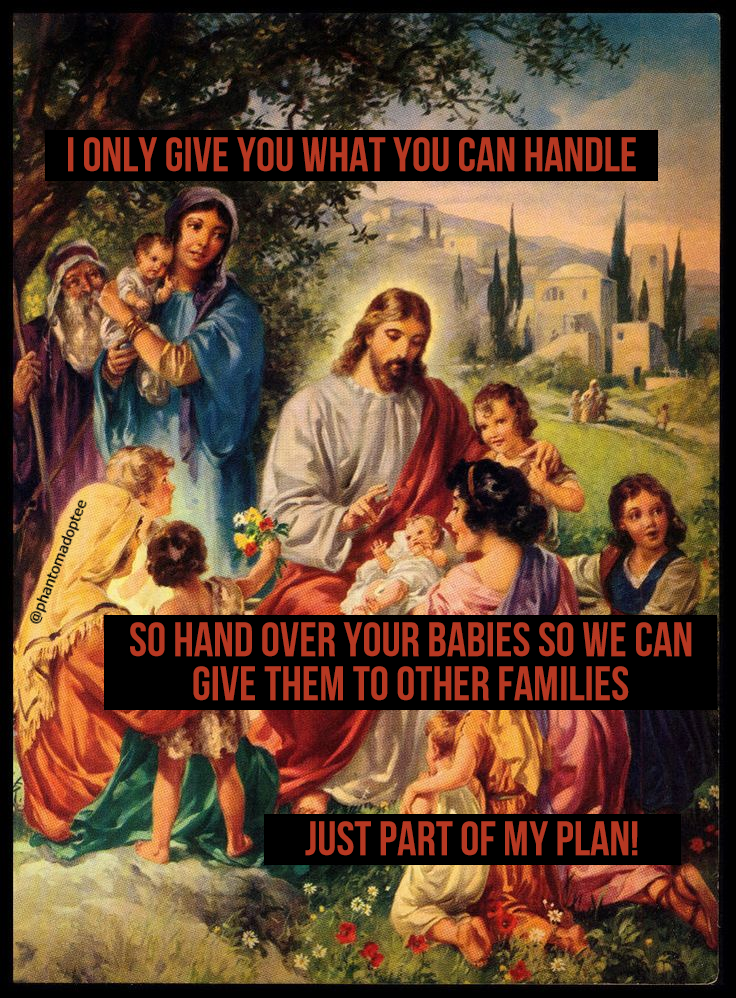 I ONLY GIVE YOU WHAT YOU CAN HANDLE
@phantomadoptee
SO HAND OVER YOUR BABIES SO WE CAN
GIVE THEM TO OTHER FAMILIES
JUST PART OF MY PLAN!